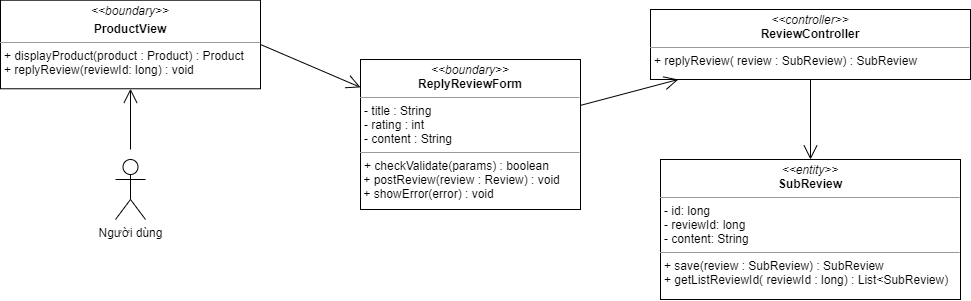 <<boundary>>
ProductView
+ displayProduct(product : Product) : Product
+ replyReview(reviewId: long) : void
Người dùng
<<boundary>>
ReplyReviewForm
- title : String
- rating : int
- content : String
+ checkValidate(params) : boolean
+ postReview(review : Review) : void
+ showError(error) : void
<<controller>>
ReviewController
+ replyReview( review : SubReview) : SubReview
<<entity>>
SubReview
- id: long
- reviewId: long
- content: String
+ save(review : SubReview) : SubReview
+ getListReviewId( reviewId : long) : List<SubReview)